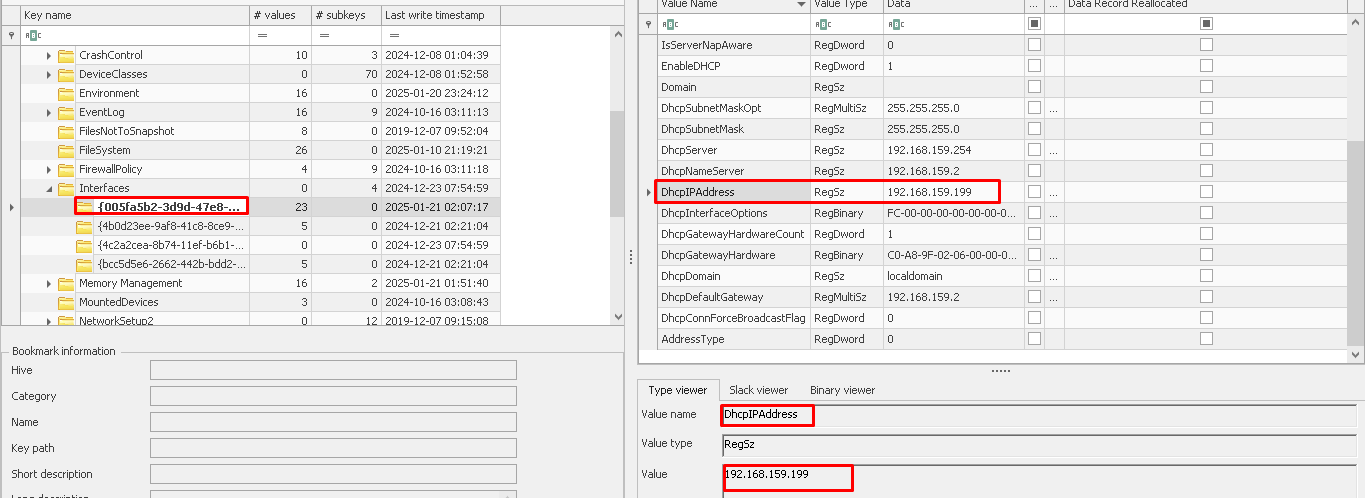 Key name # values # subkeys Last write timestamp
ABC = = =
CrashControl 10 3 2024-12-08 01:04:39
DeviceClasses 0 70 2024-12-08 01:52:58
Environment 16 0 2025-01-20 23:24:12
EventLog 16 9 2024-10-16 03:11:13
FilesNotToSnapshot 8 0 2019-12-07 09:52:04
FileSystem 26 0 2025-01-10 21:19:21
FirewallPolicy 4 9 2024-10-16 03:11:18
Interfaces 0 4 2024-12-23 07:54:59
{005fa5b2-3d9d-47e8-... 23 0 2025-01-21 02:07:17
{4b0d23ee-9af8-41c8-8ce9-... 5 0 2024-12-21 02:21:04
{4c2a2cea-8b74-11ef-b6b1-... 0 0 2024-12-23 07:54:59
{bcc5d5e6-2662-442b-bdd2-... 5 0 2024-12-21 02:21:04
Memory Management 16 2 2025-01-21 01:51:40
MountedDevices 3 0 2024-10-16 03:08:43
NetworkSetup2 0 12 2019-12-07 09:15:08
Bookmark information
Hive
Category
Name
Key path
Short description
Long description
Value Name Value Type Data ... ... Data Record Reallocated
ABC ABC ABC
IsServerNapAware RegDword 0
EnableDHCP RegDword 1
Domain RegSz
DhcpSubnetMaskOpt RegMultiSz 255.255.255.0 ...
DhcpSubnetMask RegSz 255.255.255.0 ...
DhcpServer RegSz 192.168.159.254 ...
DhcpNameServer RegSz 192.168.159.2 ...
DhcpIPAddress RegSz 192.168.159.199 ...
DhcpInterfaceOptions RegBinary FC-00-00-00-00-00-0... ...
DhcpGatewayHardwareCount RegDword 1
DhcpGatewayHardware RegBinary C0-A8-9F-02-06-00-00-0... ...
DhcpDomain RegSz localdomain ...
DhcpDefaultGateway RegMultiSz 192.168.159.2 ...
DhcpConnForceBroadcastFlag RegDword 0
AddressType RegDword 0
Type viewer Slack viewer Binary viewer
Value name DhcpIPAddress
Value type RegSz
Value 192.168.159.199